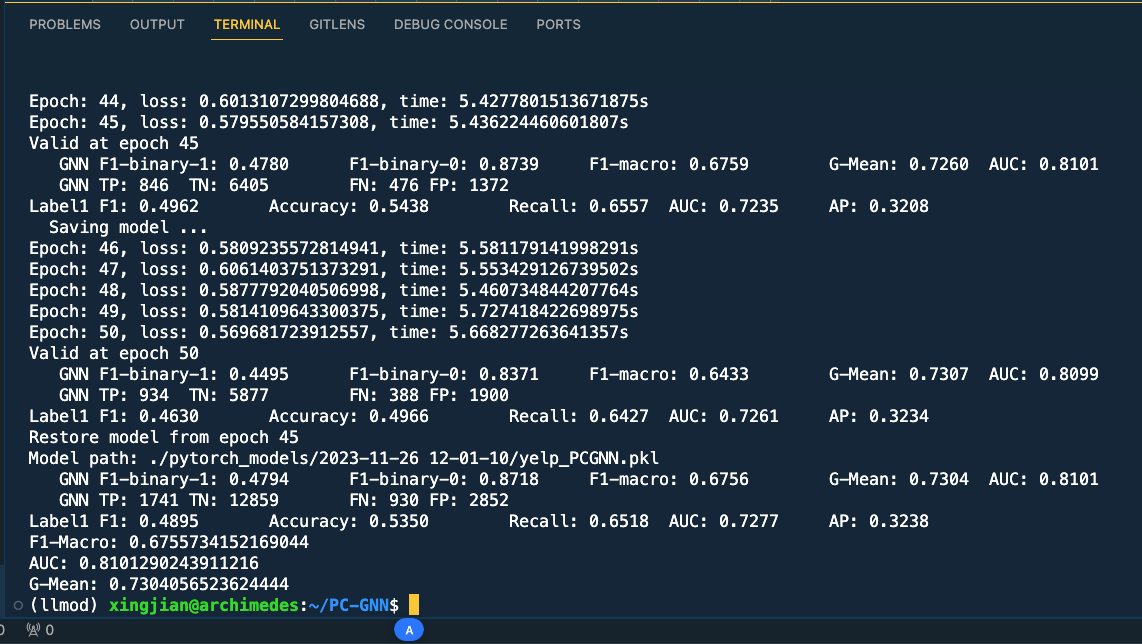 PROBLEMS OUTPUT TERMINAL GITLENS DEBUG CONSOLE PORTS
Epoch: 44, loss: 0.6013107299804688, time: 5.4277801513671875s
Epoch: 45, loss: 0.579550584157308, time: 5.436224460601807s
Valid at epoch 45
GNN F1-binary-1: 0.4780 F1-binary-0: 0.8739 F1-macro: 0.6759 G-Mean: 0.7260 AUC: 0.8101
GNN TP: 846 TN: 6405 FN: 476 FP: 1372
Label1 F1: 0.4962 Accuracy: 0.5438 Recall: 0.6557 AUC: 0.7235 AP: 0.3208
Saving model ...
Epoch: 46, loss: 0.5809235572814941, time: 5.581179141998291s
Epoch: 47, loss: 0.6061403751373291, time: 5.553429126739502s
Epoch: 48, loss: 0.5877792040506998, time: 5.460734844207764s
Epoch: 49, loss: 0.5814109643300375, time: 5.727418422698975s
Epoch: 50, loss: 0.569681723912557, time: 5.668277263641357s
Valid at epoch 50
GNN F1-binary-1: 0.4495 F1-binary-0: 0.8371 F1-macro: 0.6433 G-Mean: 0.7307 AUC: 0.8099
GNN TP: 934 TN: 5877 FN: 388 FP: 1900
Label1 F1: 0.4630 Accuracy: 0.4966 Recall: 0.6427 AUC: 0.7261 AP: 0.3234
Restore model from epoch 45
Model path: ./pytorch_models/2023-11-26 12-01-10/yelp_PCGNN.pkl
GNN F1-binary-1: 0.4794 F1-binary-0: 0.8718 F1-macro: 0.6756 G-Mean: 0.7304 AUC: 0.8101
GNN TP: 1741 TN: 12859 FN: 930 FP: 2852
Label1 F1: 0.4895 Accuracy: 0.5350 Recall: 0.6518 AUC: 0.7277 AP: 0.3238
F1-Macro: 0.6755734152169044
AUC: 0.8101290243911216
G-Mean: 0.7304056523624444
(llmod) xingjian@archimedes:~/PC-GNN$
0 0 A